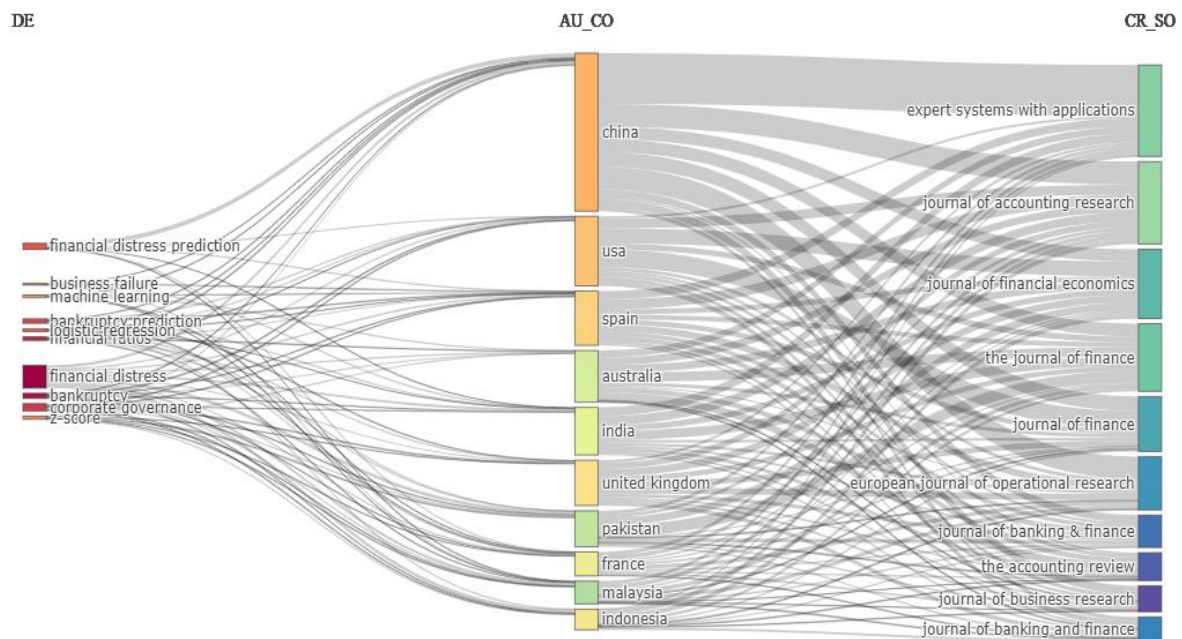 DE
AU_CO
CR_SO
financial distress prediction
business failure
machine learning
bankruptcy prediction
logistic regression
financial ratios
financial distress
bankruptcy
corporate governance
z-score
china
usa
spain
australia
india
united kingdom
pakistan
france
malaysia
indonesia
expert systems with applications
journal of accounting research
journal of financial economics
the journal of finance
journal of finance
european journal of operational research
journal of banking & finance
the accounting review
journal of business research
journal of banking and finance